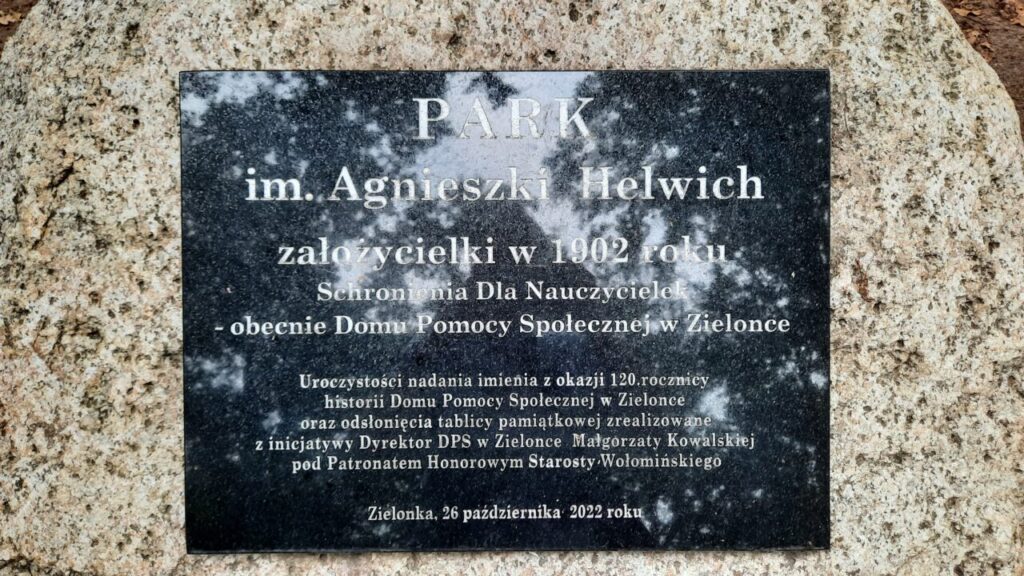 PARK
im. Agnieszki Helwich
założycielki w 1902 roku
Schronienia Dla Nauczycielek
- obecnie Domu Pomocy Społecznej w Zielonce
Uroczystości nadania imienia z okazji 120.rocznicy
historii Domu Pomocy Społecznej w Zielonce
oraz odsłonięcia tablicy pamiątkowej zrealizowane
z inicjatywy Dyrektor DPS w Zielonce Małgorzaty Kowalskiej
pod Patronatem Honorowym Starosty Wołomińskiego
Zielonka, 26 października 2022 roku